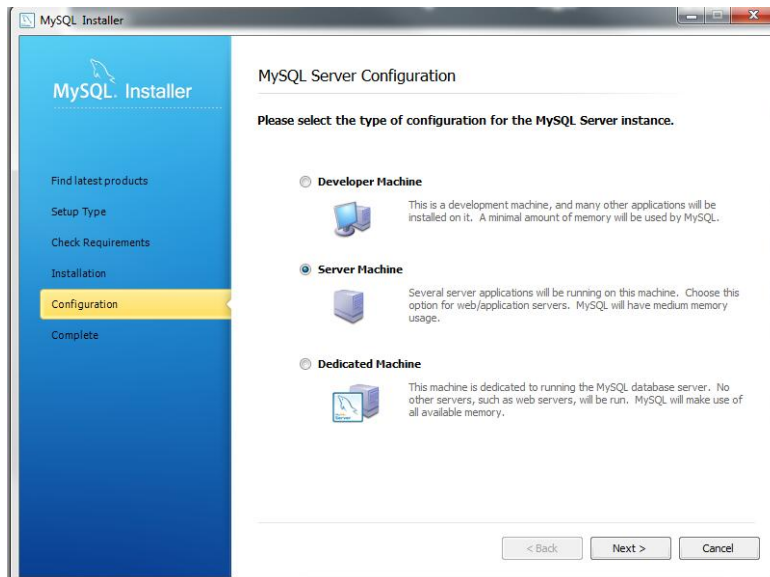 MySQL Installer
MySQL. Installer
Find latest products
Setup Type
Check Requirements
Installation
Configuration
Complete
MySQL Server Configuration
Please select the type of configuration for the MySQL Server instance.
Developer Machine
This is a development machine, and many other applications will be
installed on it. A minimal amount of memory will be used by MySQL.
Server Machine
Several server applications will be running on this machine. Choose this
option for web/application servers. MySQL will have medium memory
usage.
Dedicated Machine
This machine is dedicated to running the MySQL database server. No
other servers, such as web servers, will be run. MySQL will make use of
all available memory.
< Back
Next >
Cancel